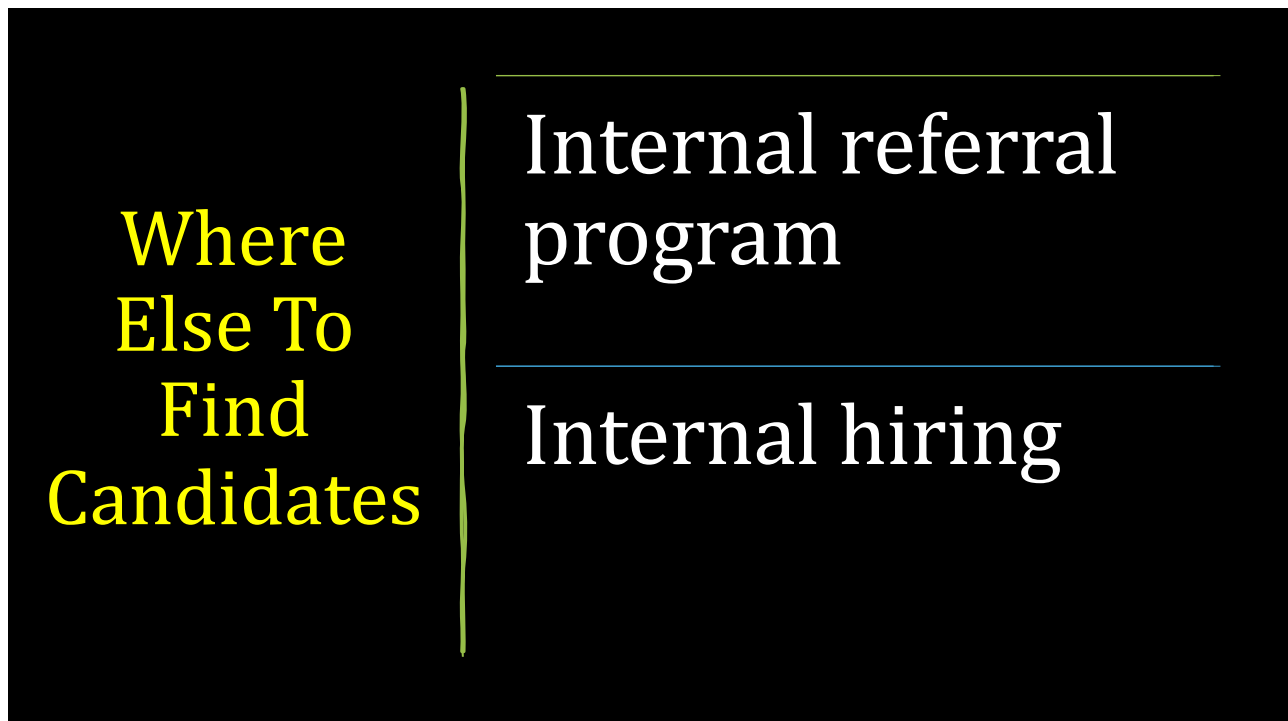 Where
Else To
Find
Candidates
Internal referral
program
Internal hiring